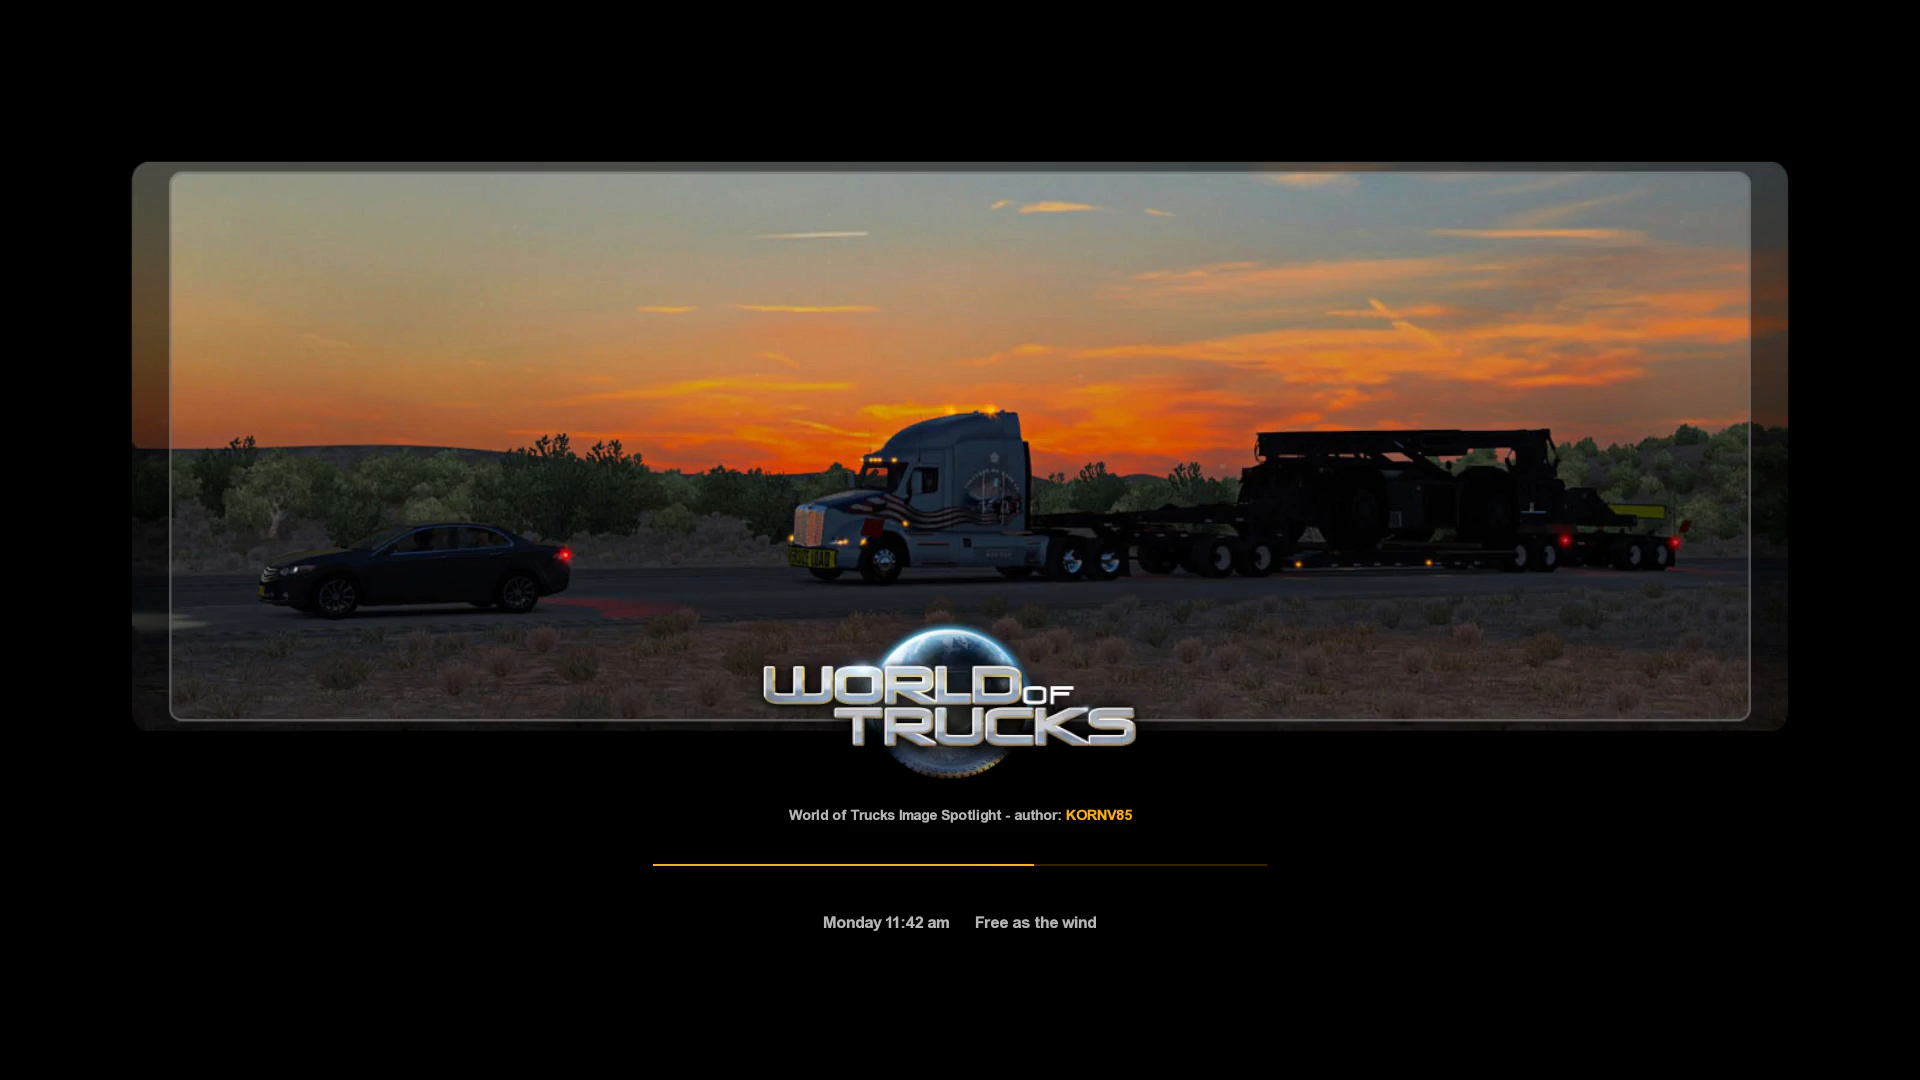 WORLD OF
TRUCKS
World of Trucks Image Spotlight - author: KORNV85
Monday 11:42 am Free as the wind